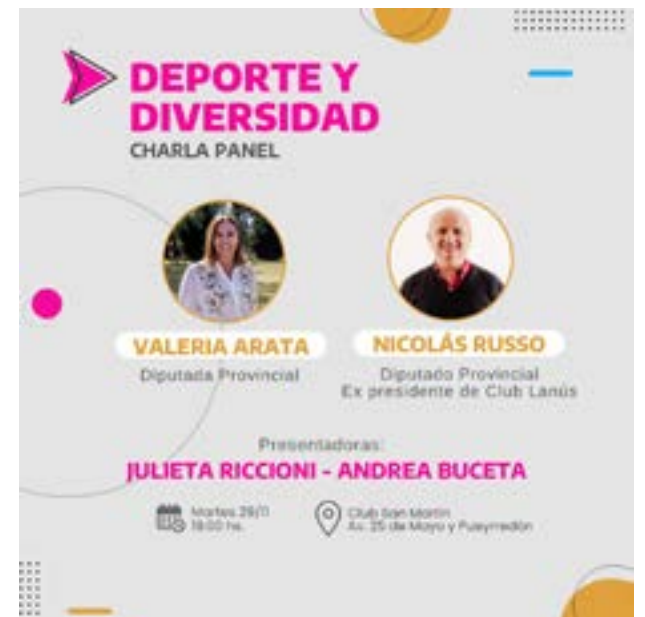 DEPORTE Y
DIVERSIDAD
CHARLA PANEL
VALERIA ARATA
Diputada Provincial
NICOLÁS RUSSO
Diputado Provincial
Ex presidente de Club Lanús
Presentadoras:
JULIETA RICCIONI - ANDREA BUCETA
Martes 29/11
Club San Martín
hs.
Av. 25 de Mayo y Pueyrredón